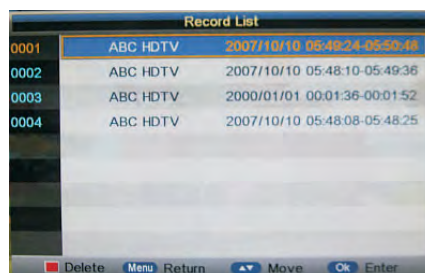 Record List
0001 ABC HDTV 2007/10/10 05:49:24-05:50:48
0002 ABC HDTV 2007/10/10 05:48:10-05:49:36
0003 ABC HDTV 2000/01/01 00:01:36-00:01:52
0004 ABC HDTV 2007/10/10 05:48:08-05:48:25
Delete Menu Return Move Ok Enter